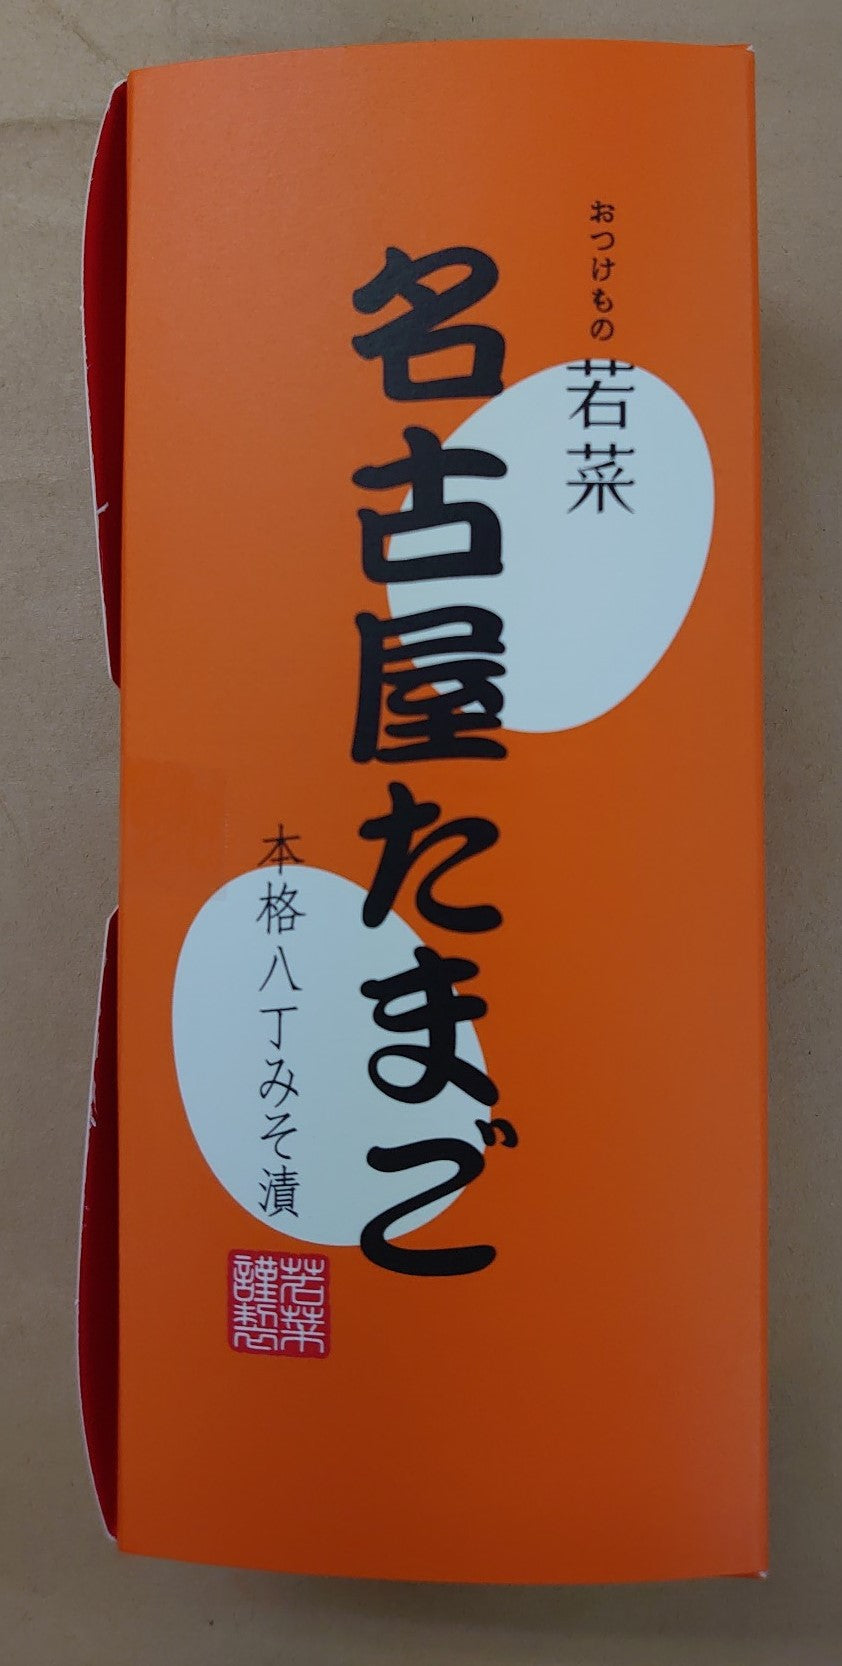 おつけもの
若菜
名古屋たまご
本格八丁みそ漬
若菜
謹製